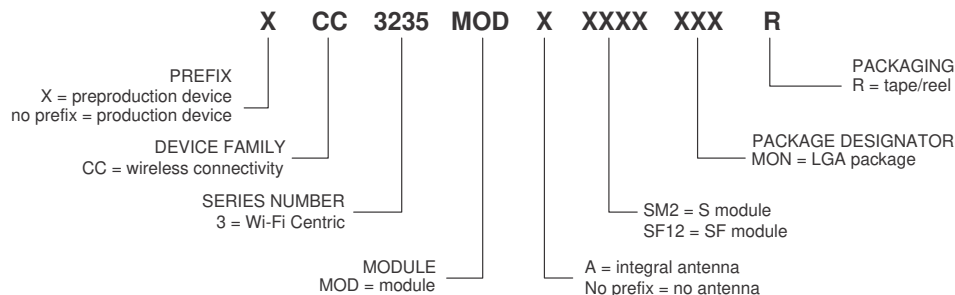 X CC 3235 MOD X XXXX XXX R
PREFIX
X = preproduction device
no prefix = production device
DEVICE FAMILY
CC = wireless connectivity
SERIES NUMBER
3 = Wi-Fi Centric
MODULE
MOD = module
A = integral antenna
No prefix = no antenna
SM2 = S module
SF12 = SF module
PACKAGE DESIGNATOR
MON = LGA package
PACKAGING
R = tape/reel